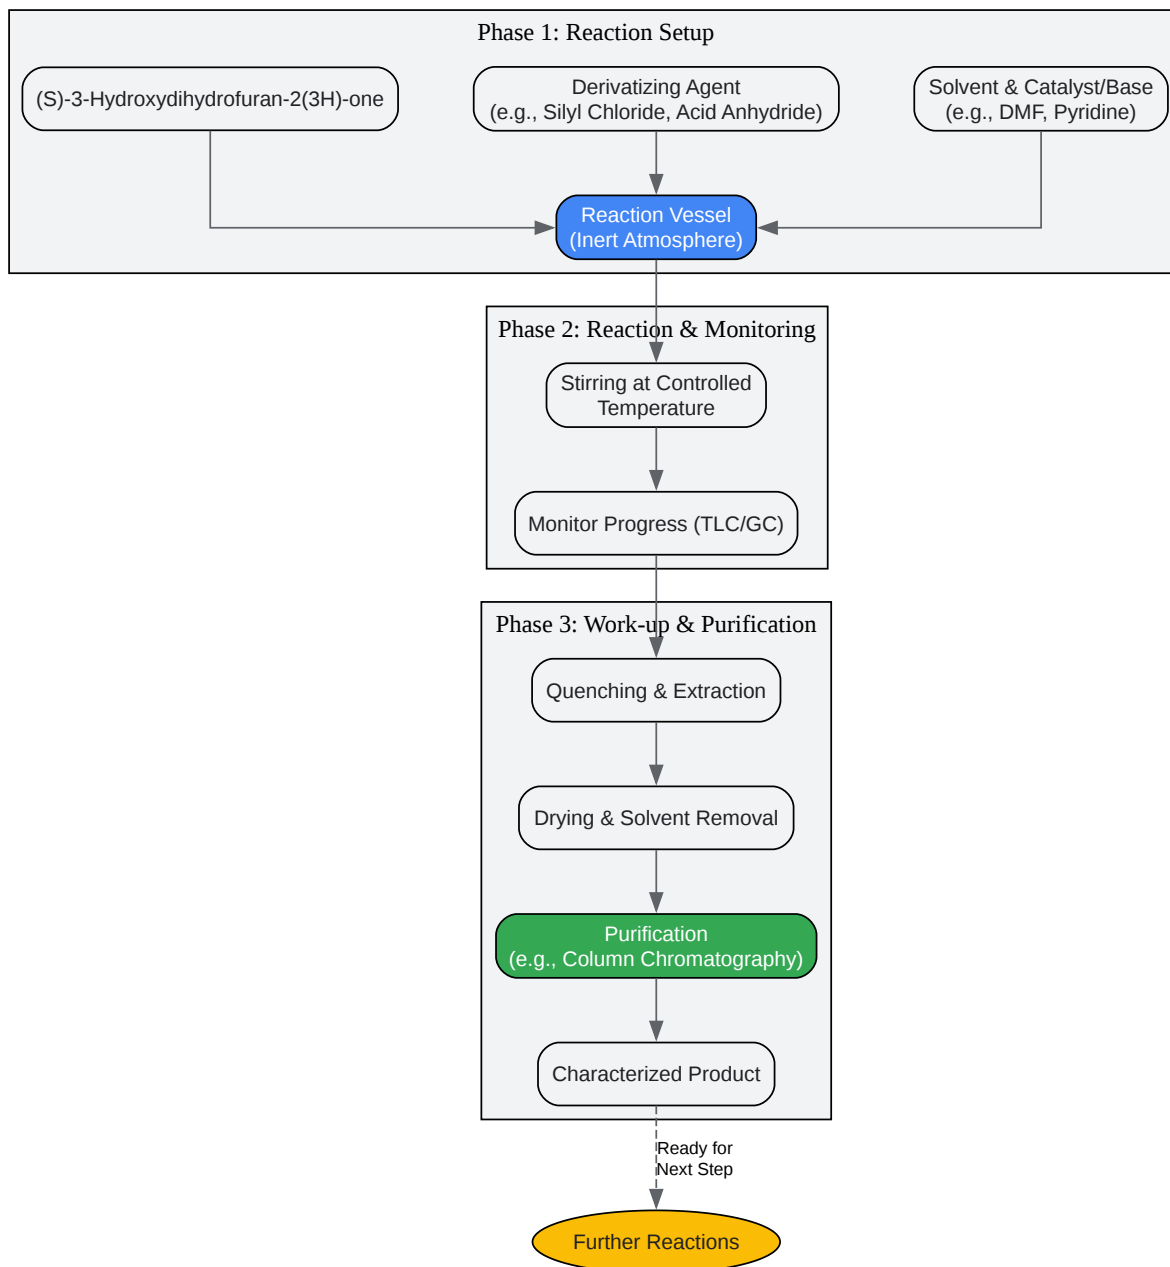 Phase 1: Reaction Setup
(S)-3-Hydroxydihydrofuran-2(3H)-one
Derivatizing Agent
(e.g., Silyl Chloride, Acid Anhydride)
Solvent & Catalyst/Base
(e.g., DMF, Pyridine)
Reaction Vessel
(Inert Atmosphere)
Phase 2: Reaction & Monitoring
Stirring at Controlled
Temperature
Monitor Progress (TLC/GC)
Phase 3: Work-up & Purification
Quenching & Extraction
Drying & Solvent Removal
Purification
(e.g., Column Chromatography)
Characterized Product
Ready for
Next Step
Further Reactions